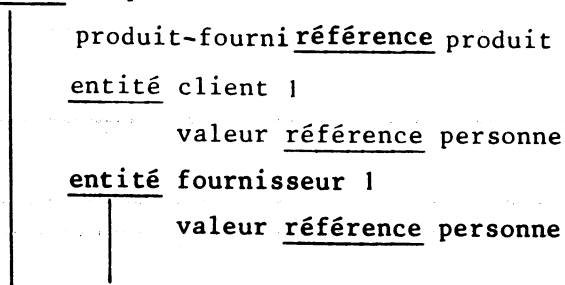 produit-fourni référence produit
entité client 1
valeur référence personne
entité fournisseur 1
valeur référence personne